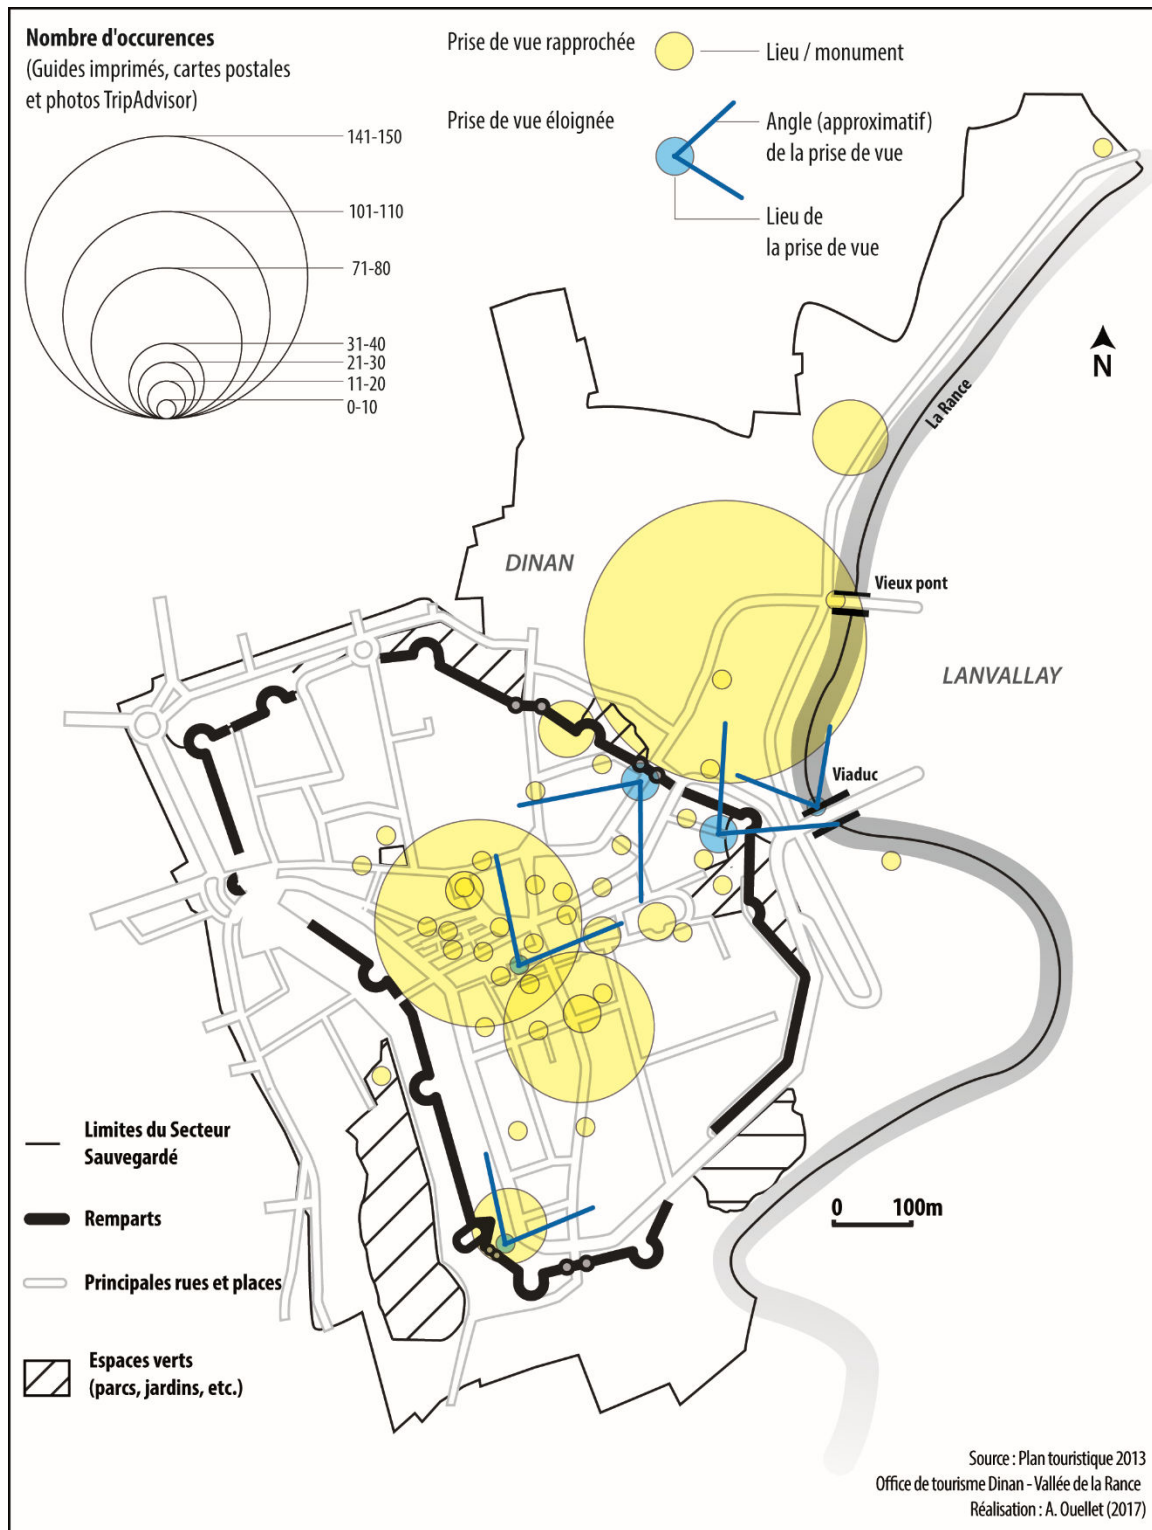 Nombre d'occurences
(Guides imprimés, cartes postales
et photos TripAdvisor)
141-150
101-110
71-80
31-40
21-30
11-20
0-10
Prise de vue rapprochée
Lieu / monument
Prise de vue éloignée
Angle (approximatif)
de la prise de vue
Lieu de
la prise de vue
N
La Rance
DINAN
Vieux pont
LANVALLAY
Viaduc
Limites du Secteur
Sauvegardé
Remparts
Principales rues et places
Espaces verts
(parcs, jardins, etc.)
0 100m
Source : Plan touristique 2013
Office de tourisme Dinan - Vallée de la Rance
Réalisation : A. Ouellet (2017)